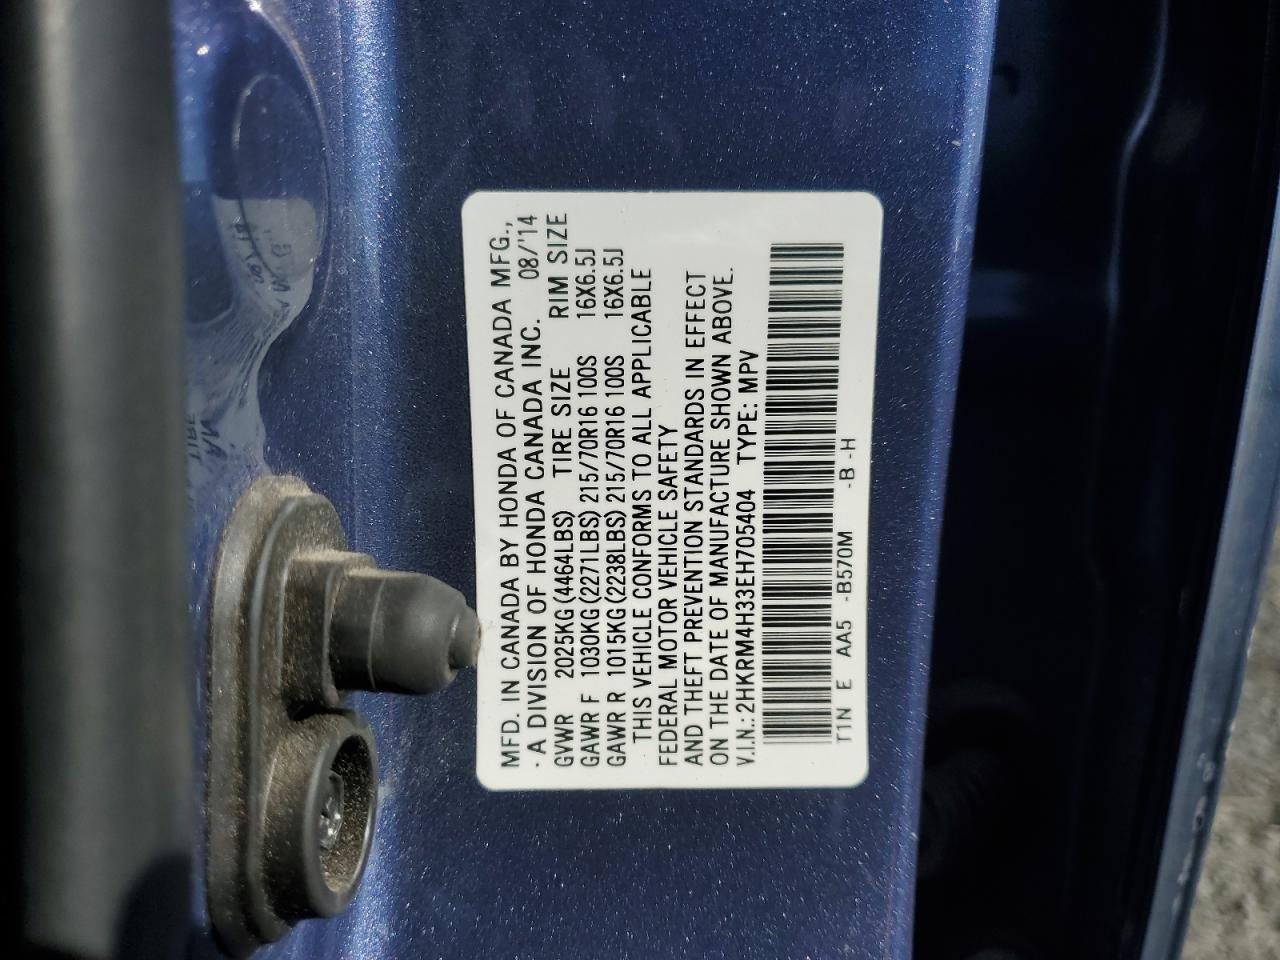 MFD. IN CANADA BY HONDA OF CANADA MFG.,
- A DIVISION OF HONDA CANADA INC. 08/'14
GVWR 2025KG (4464LBS) TIRE SIZE RIM SIZE
GAWR F 1030KG (2271LBS) 215/70R16 100S 16X6.5J
GAWR R 1015KG (2238LBS) 215/70R16 100S 16X6.5J
THIS VEHICLE CONFORMS TO ALL APPLICABLE
FEDERAL MOTOR VEHICLE SAFETY
AND THEFT PREVENTION STANDARDS IN EFFECT
ON THE DATE OF MANUFACTURE SHOWN ABOVE.
V.I.N.: 2HKRM4H33EH705404 TYPE: MPV
T1N E AA5 -B570M -B -H